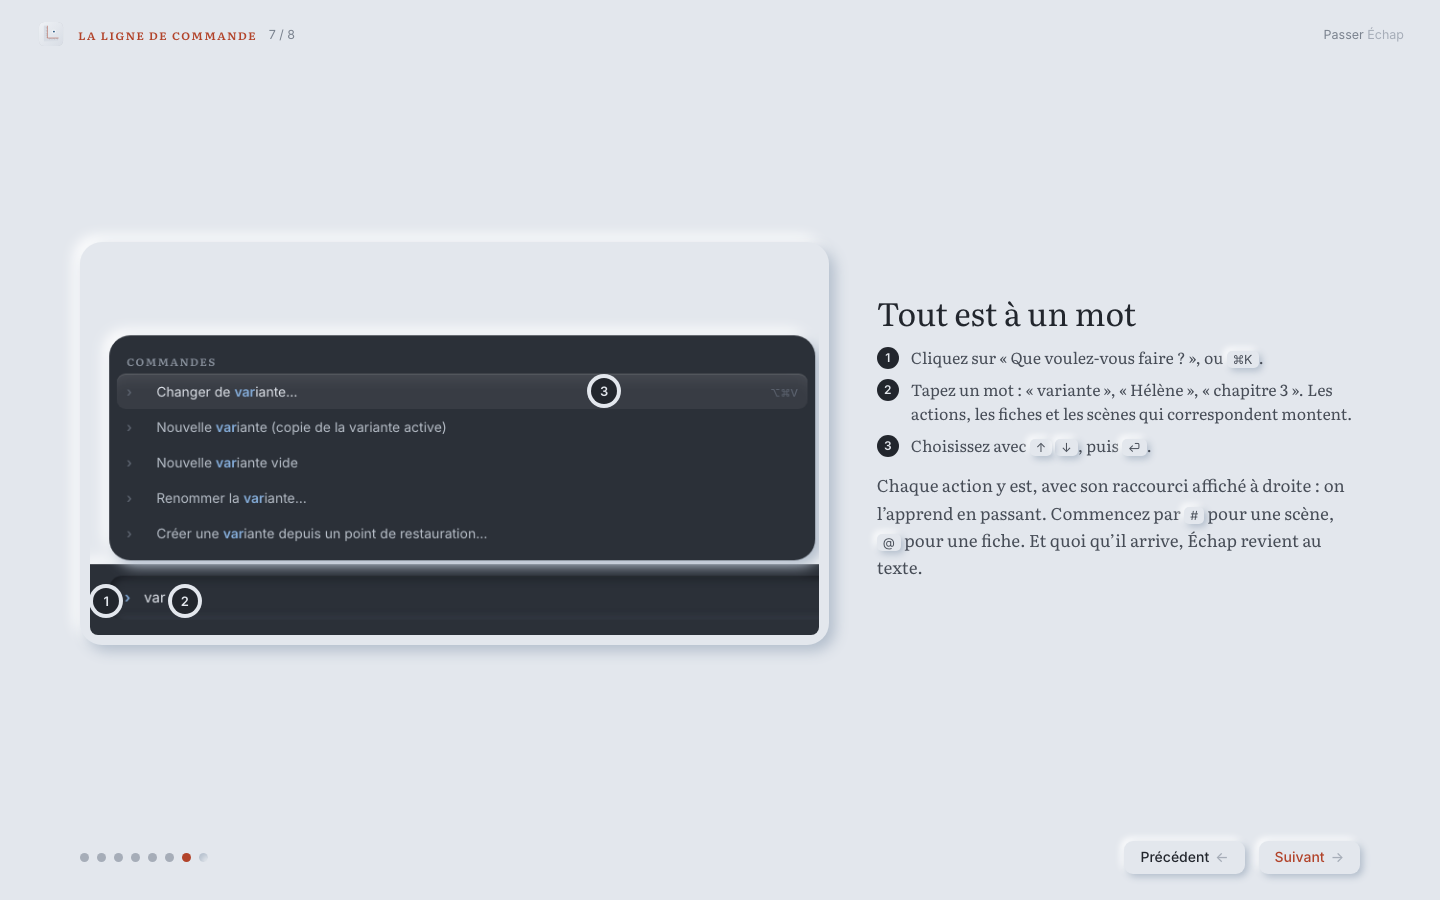 LA LIGNE DE COMMANDE 7 / 8
Passer Échap
COMMANDES
› Changer de variante... ⌥⌘V
› Nouvelle variante (copie de la variante active)
› Nouvelle variante vide
› Renommer la variante...
› Créer une variante depuis un point de restauration...
3
1 › var 2
Tout est à un mot
1 Cliquez sur « Que voulez-vous faire ? », ou ⌘K .
2 Tapez un mot : « variante », « Hélène », « chapitre 3 ». Les
actions, les fiches et les scènes qui correspondent montent.
3 Choisissez avec ↑ ↓ , puis ⏎ .
Chaque action y est, avec son raccourci affiché à droite : on
l’apprend en passant. Commencez par # pour une scène,
@ pour une fiche. Et quoi qu’il arrive, Échap revient au
texte.
Précédent ←
Suivant →